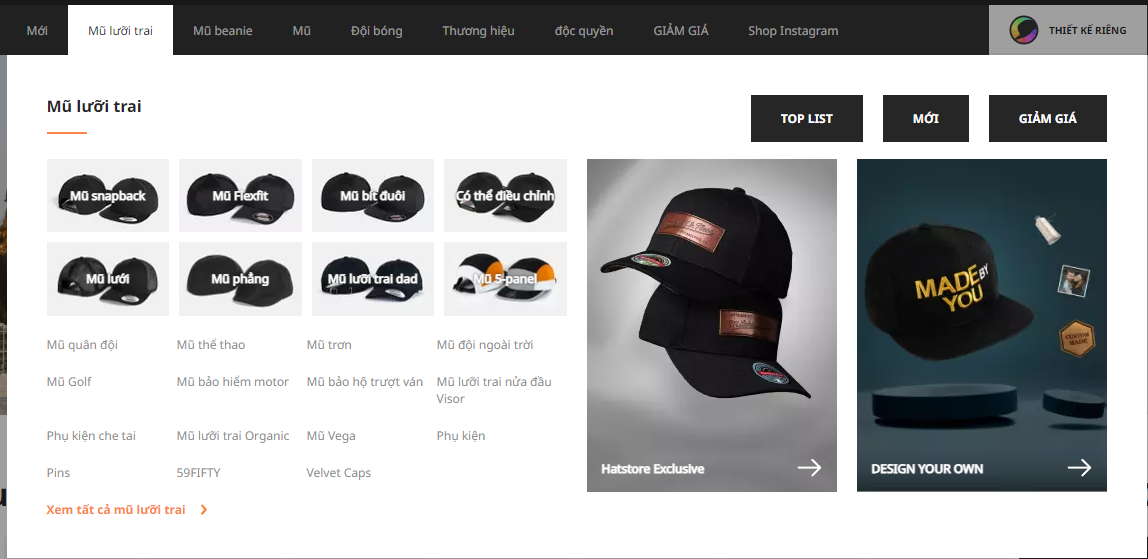 Mới
Mũ lưỡi trai
Mũ beanie
Mũ
Đội bóng
Thương hiệu
độc quyền
GIẢM GIÁ
Shop Instagram
THIẾT KẾ RIÊNG
Mũ lưỡi trai
TOP LIST
MỚI
GIẢM GIÁ
Mũ snapback
Mũ Flexfit
Mũ bít đuôi
Có thể điều chỉnh
Mũ lưới
Mũ phẳng
Mũ lưỡi trai dad
Mũ 5-panel
Mũ quân đội
Mũ thể thao
Mũ trơn
Mũ đội ngoài trời
Mũ Golf
Mũ bảo hiểm motor
Mũ bảo hộ trượt ván
Mũ lưỡi trai nửa đầu
Visor
Phụ kiện che tai
Mũ lưỡi trai Organic
Mũ Vega
Phụ kiện
Pins
59FIFTY
Velvet Caps
Xem tất cả mũ lưỡi trai
Hatstore Exclusive
MADE BY
YOU
CUSTOM
MADE
DESIGN YOUR OWN